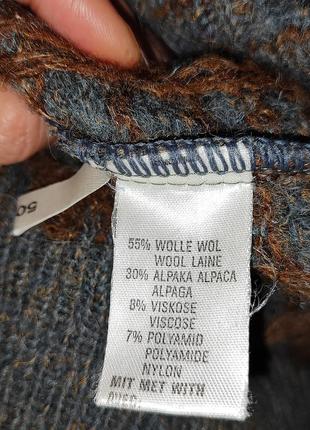 50
55% WOLLE WOL
WOOL LAINE
30% ALPAKA ALPACA
ALPAGA
8% VISKOSE
VISCOSE
7% POLYAMID
POLYAMIDE
NYLON
MIT MET WITH